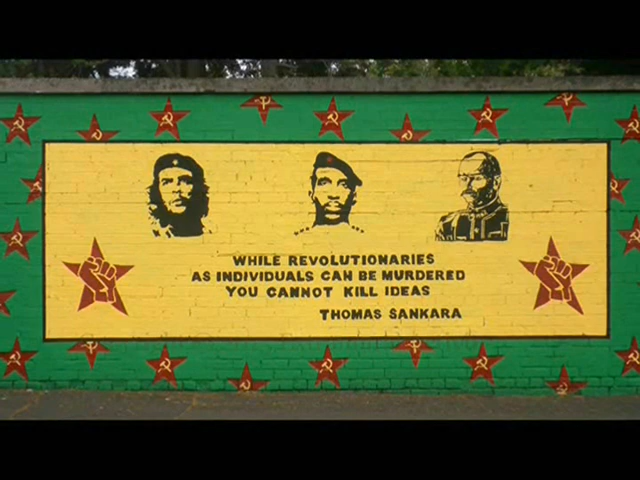 WHILE REVOLUTIONARIES
AS INDIVIDUALS CAN BE MURDERED
YOU CANNOT KILL IDEAS
THOMAS SANKARA